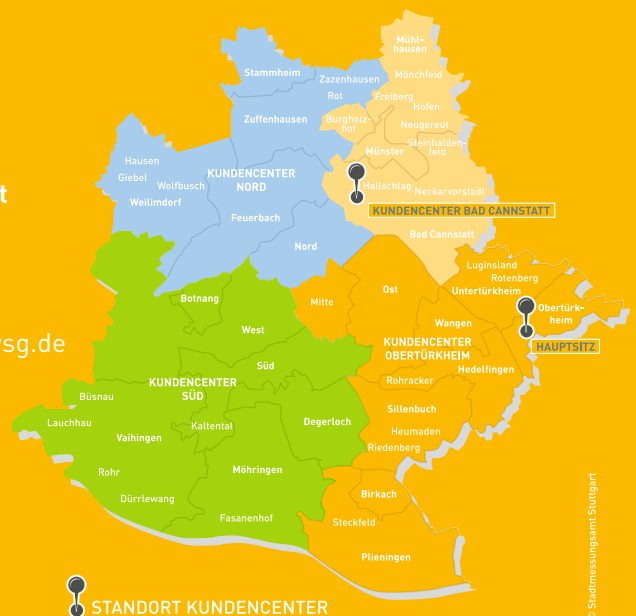 Mühl-
hausen
Stammheim
Zazenhausen
Mönchfeld
Rot
Freiberg
Hofen
Zuffenhausen
Burgholz-
hof
Neugereut
Steinhalden-
feld
Münster
Hausen
Giebel
Wolfbusch
Weilimdorf
KUNDENCENTER
NORD
Hallschlag
Neckarvorstadt
t
KUNDENCENTER BAD CANNSTATT
Feuerbach
Bad Cannstatt
Nord
Luginsland
Rotenberg
Untertürkheim
Ost
Botnang
Mitte
Obertürk-
heim
Wangen
West
sg.de
KUNDENCENTER
OBERTÜRKHEIM
HAUPTSITZ
Süd
Hedelfingen
KUNDENCENTER
SÜD
Rohracker
Büsnau
Sillenbuch
Lauchhau
Kaltental
Degerloch
Vaihingen
Heumaden
Riedenberg
Rohr
Möhringen
Dürrlewang
Birkach
Fasanenhof
Steckfeld
Plieningen
STANDORT KUNDENCENTER
© Stadtmessungsamt Stuttgart